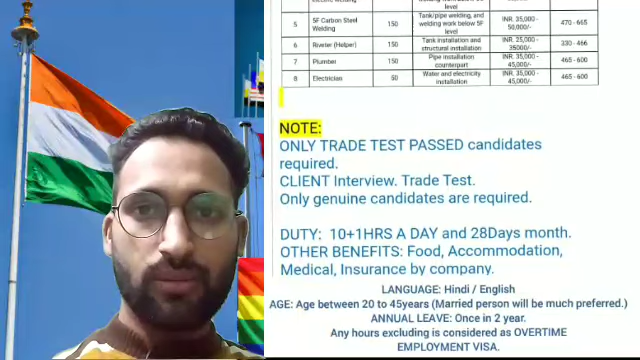 level
5 5F Carbon Steel Welding 150 Tank/pipe welding, and welding work below 5F level INR. 35,000 - 50,000/- 470 - 665
6 Riveter (Helper) 150 Tank installation and structural installation INR. 25,000 - 35000/- 330 - 466
7 Plumber 150 Pipe installation counterpart INR. 35,000 - 45,000/- 465 - 600
8 Electrician 50 Water and electricity installation INR. 35,000 - 45,000/- 465 - 600
NOTE:
ONLY TRADE TEST PASSED candidates
required.
CLIENT Interview. Trade Test.
Only genuine candidates are required.
DUTY: 10+1HRS A DAY and 28Days month.
OTHER BENEFITS: Food, Accommodation,
Medical, Insurance by company.
LANGUAGE: Hindi / English
AGE: Age between 20 to 45years (Married person will be much preferred.)
ANNUAL LEAVE: Once in 2 year.
Any hours excluding is considered as OVERTIME
EMPLOYMENT VISA.